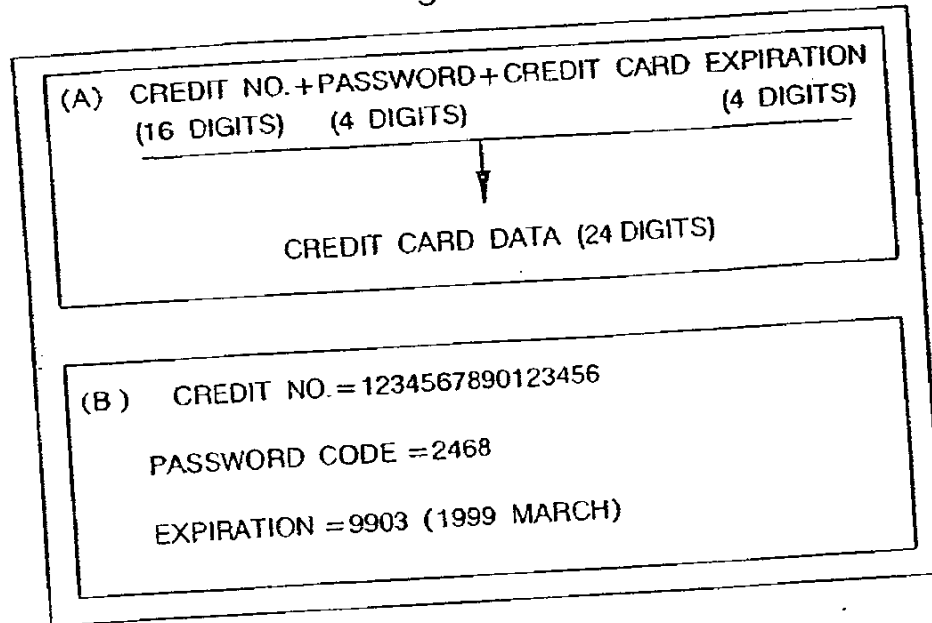 (A) CREDIT NO.+PASSWORD+CREDIT CARD EXPIRATION
(16 DIGITS) (4 DIGITS) (4 DIGITS)
CREDIT CARD DATA (24 DIGITS)
(B) CREDIT NO.=1234567890123456
PASSWORD CODE =2468
EXPIRATION =9903 (1999 MARCH)